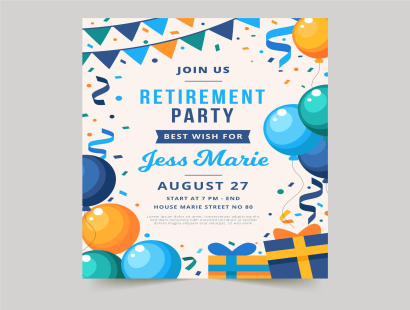 JOIN US
RETIREMENT
PARTY
BEST WISH FOR
Jess Marie
AUGUST 27
START AT 7 PM - END
HOUSE MARIE STREET NO 80